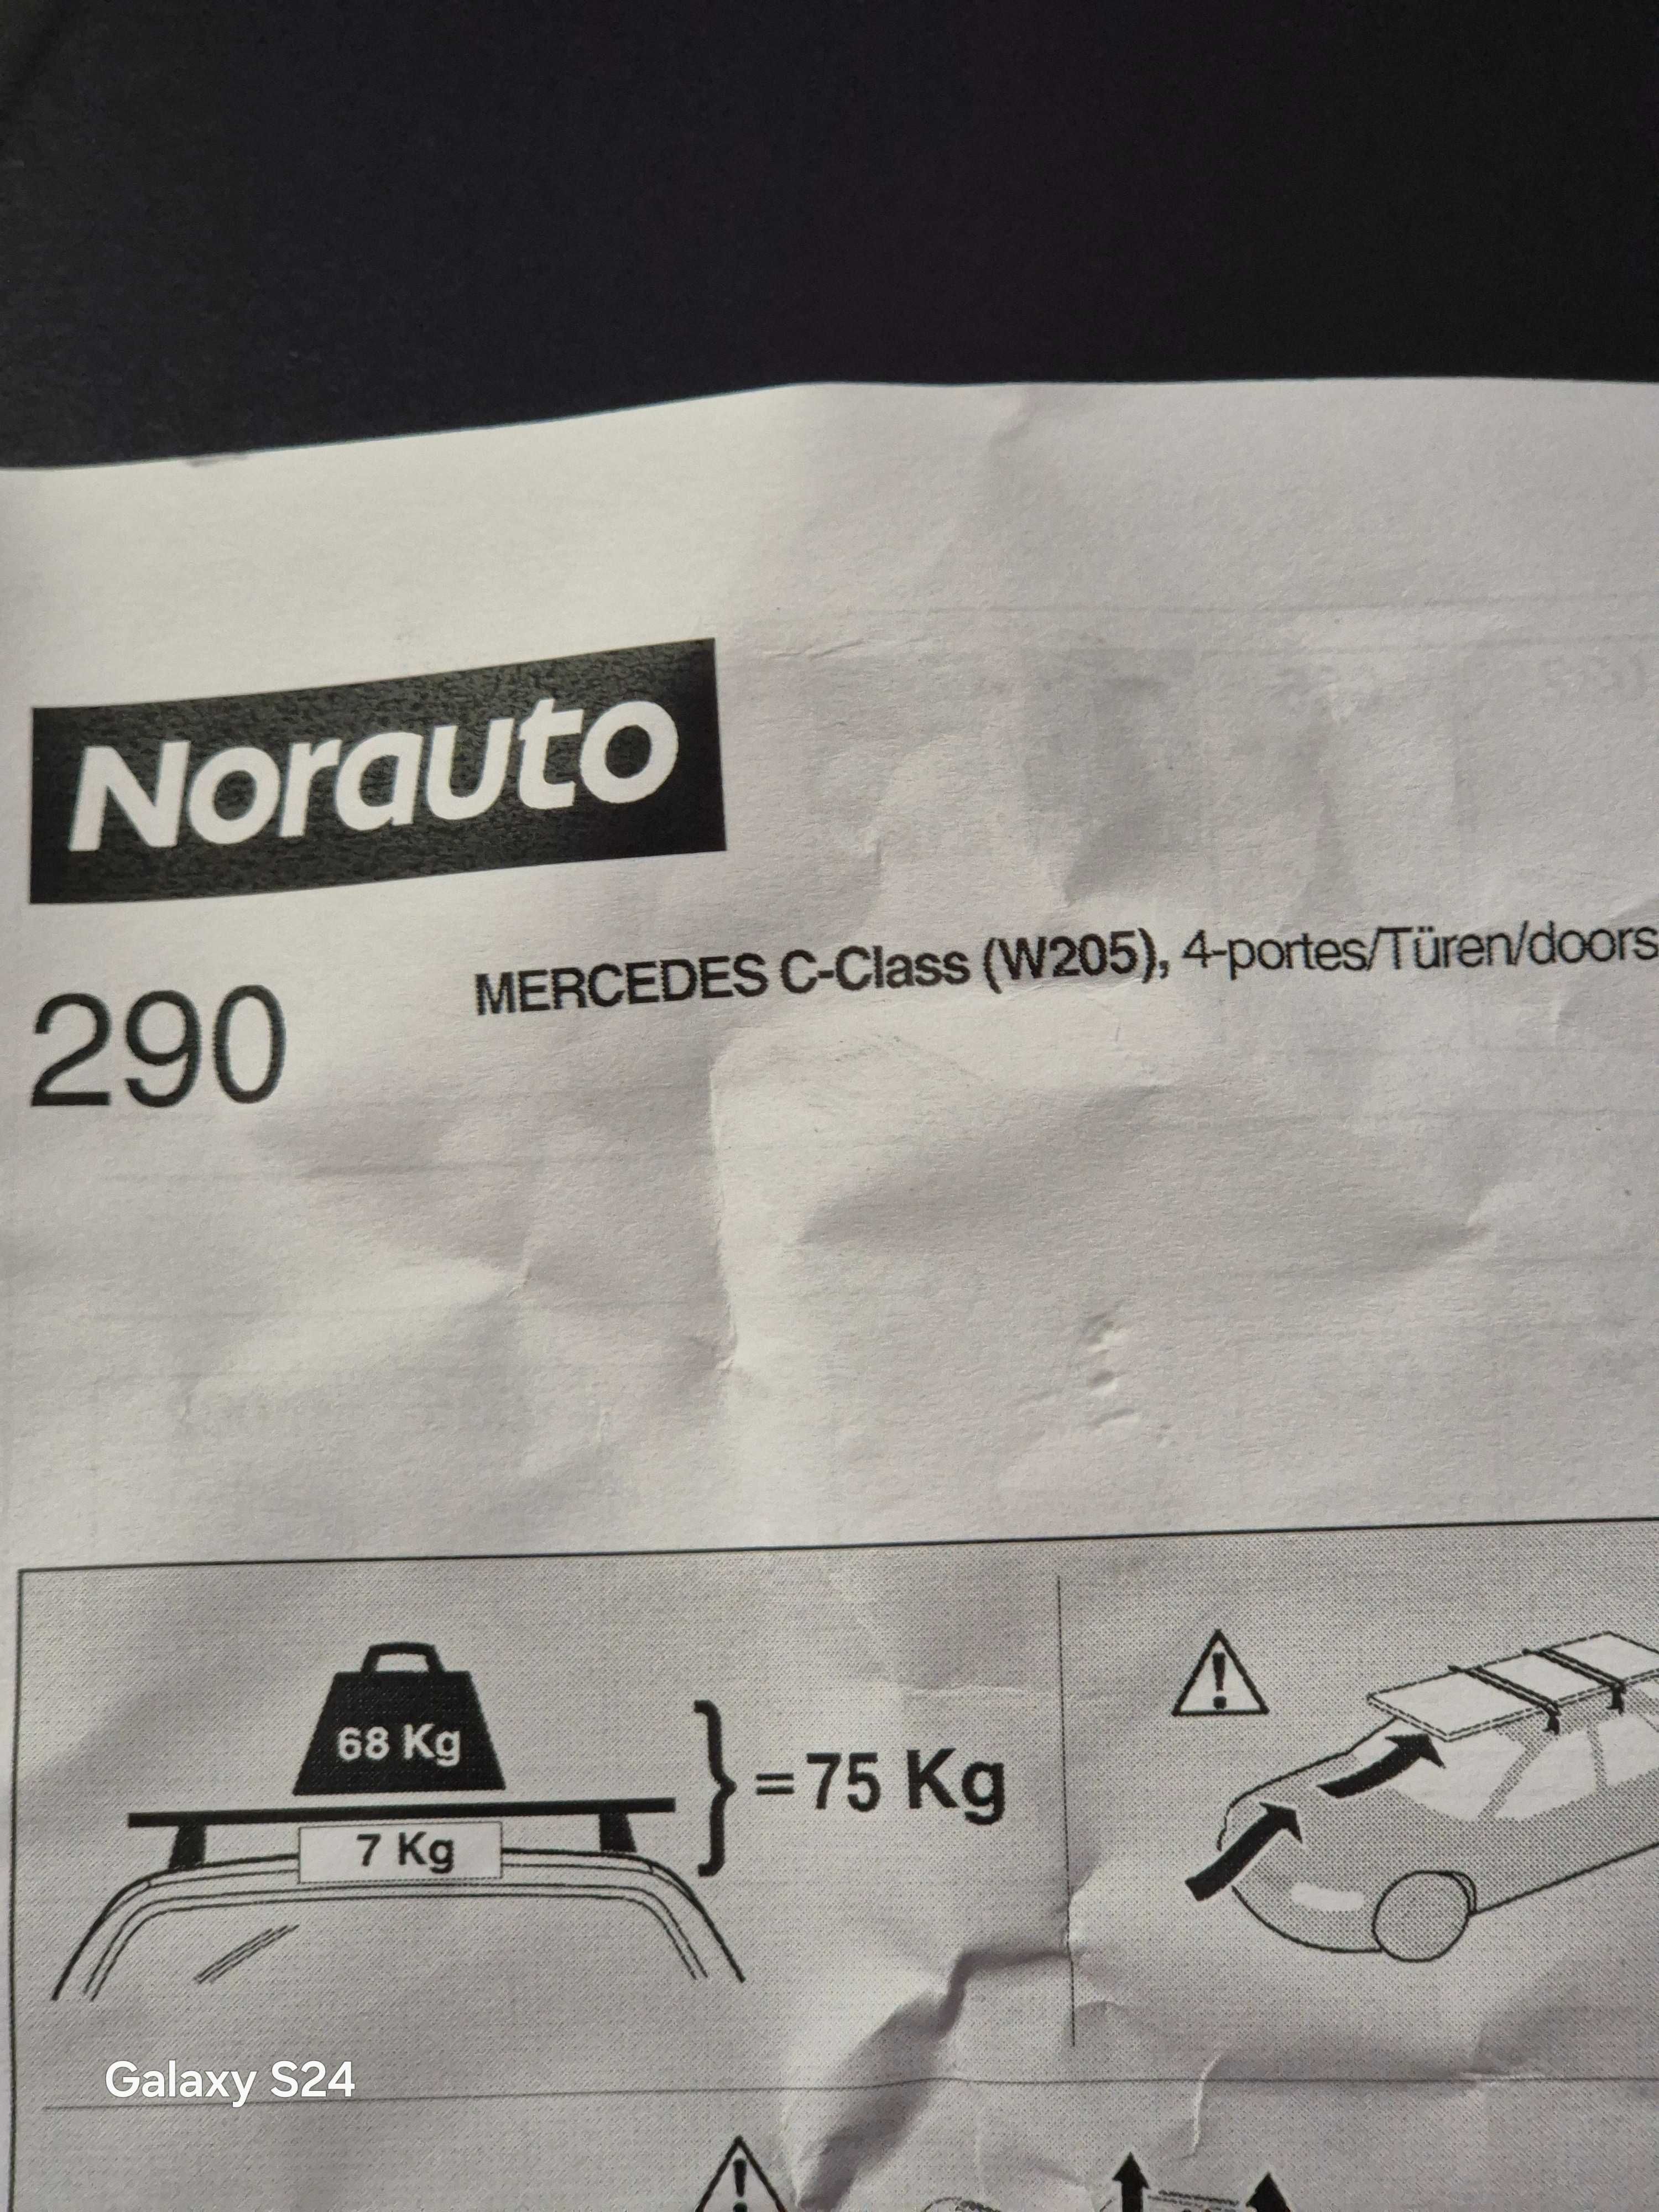 Norauto
290
MERCEDES C-Class (W205), 4-portes/Türen/doors
68 Kg
7 Kg
} = 75 Kg
Galaxy S24